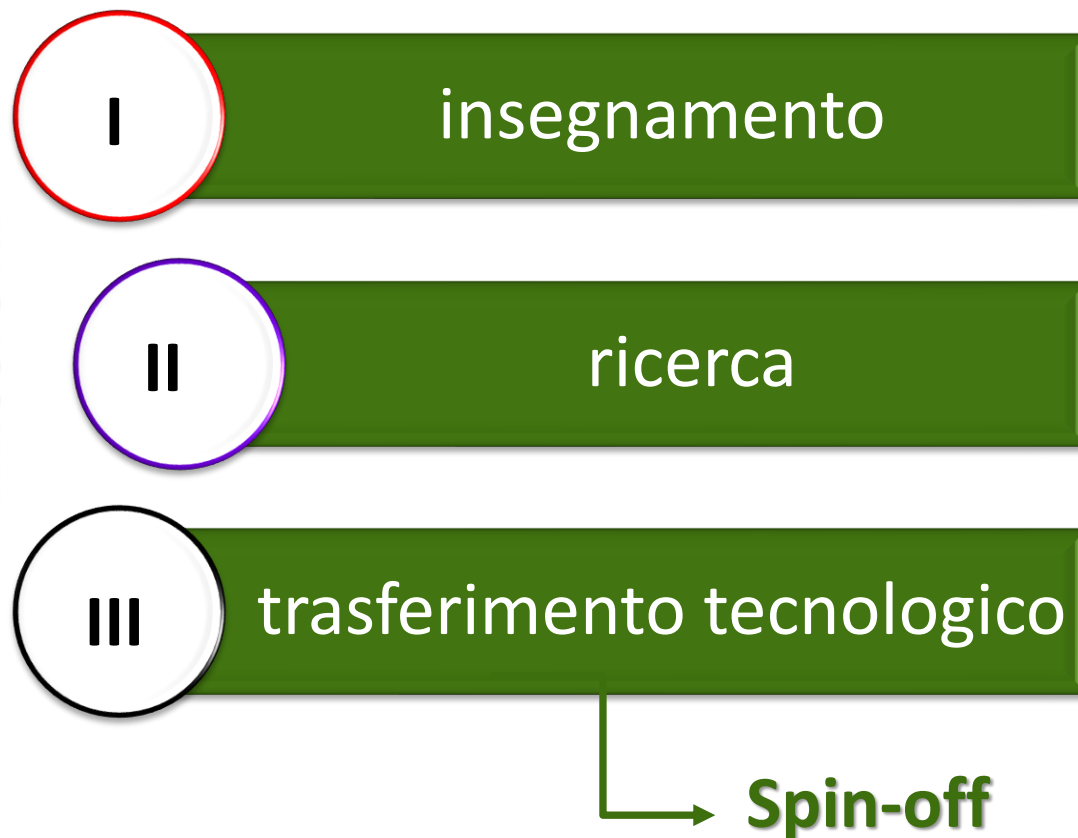 I
insegnamento
II
ricerca
III
trasferimento tecnologico
Spin-off